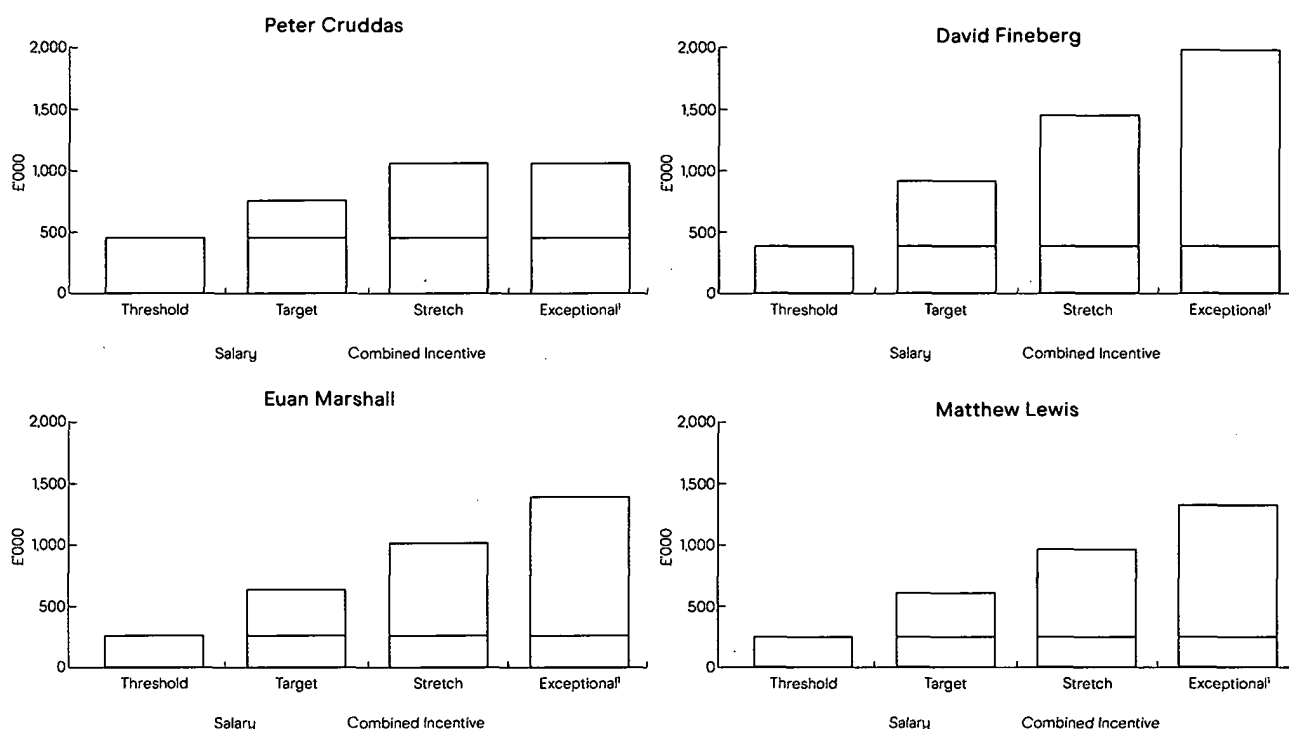 Peter Cruddas
2,000
1,500
1,000
500
0
£'000
Threshold Target Stretch Exceptional¹
Salary Combined Incentive
David Fineberg
2,000
1,500
1,000
500
0
£'000
Threshold Target Stretch Exceptional¹
Salary Combined Incentive
Euan Marshall
2,000
1,500
1,000
500
0
£'000
Threshold Target Stretch Exceptional¹
Salary Combined Incentive
Matthew Lewis
2,000
1,500
1,000
500
0
£'000
Threshold Target Stretch Exceptional¹
Salary Combined Incentive